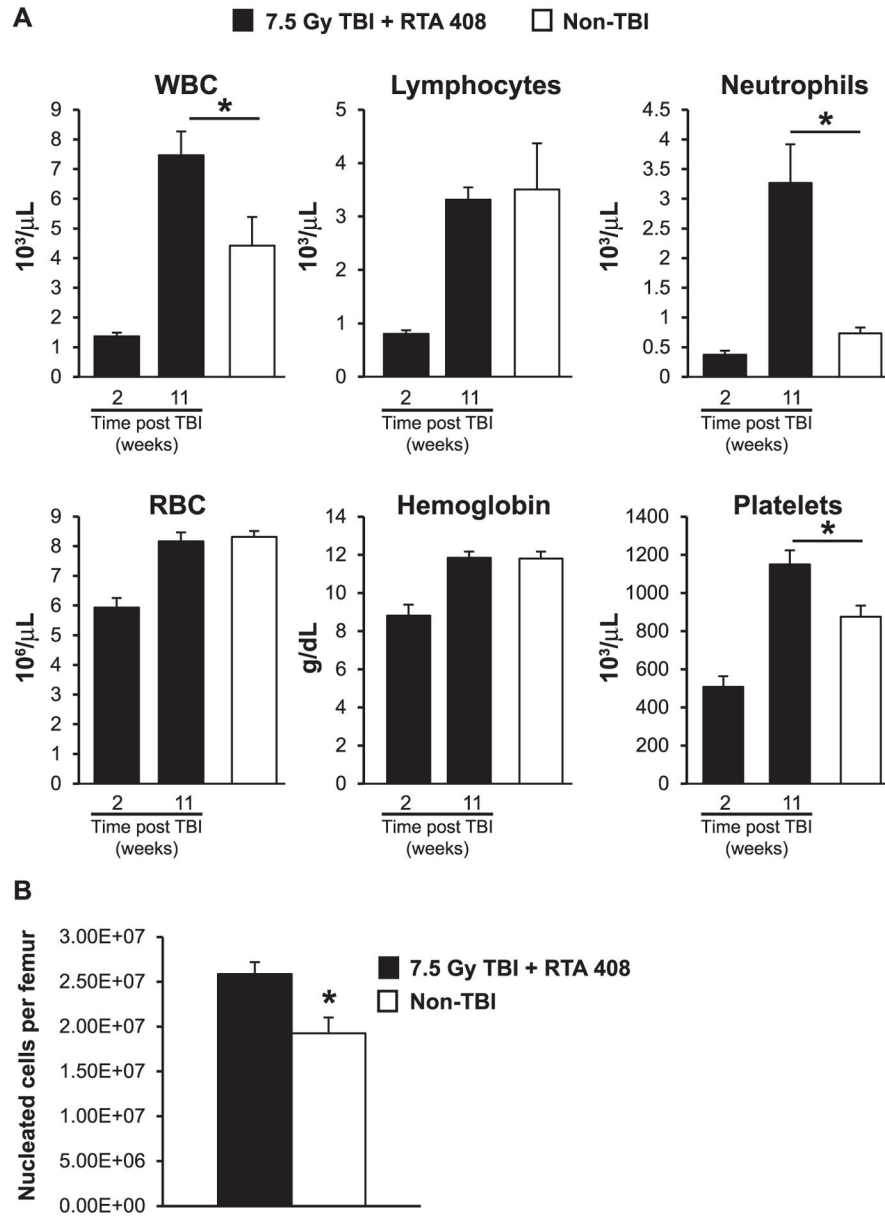 A
7.5 Gy TBI + RTA 408 Non-TBI
WBC
9
8
7
6
5
4
3
2
1
0
10³/µL
*
2 11
Time post TBI
(weeks)
Lymphocytes
5
4
3
2
1
0
10³/µL
2 11
Time post TBI
(weeks)
Neutrophils
4.5
4
3.5
3
2.5
2
1.5
1
0.5
0
10³/µL
*
2 11
Time post TBI
(weeks)
RBC
9
8
7
6
5
4
3
2
1
0
10⁶/µL
2 11
Time post TBI
(weeks)
Hemoglobin
14
12
10
8
6
4
2
0
g/dL
2 11
Time post TBI
(weeks)
Platelets
1400
1200
1000
800
600
400
200
0
10³/µL
*
2 11
Time post TBI
(weeks)
B
3.00E+07
2.50E+07
2.00E+07
1.50E+07
1.00E+07
5.00E+06
0.00E+00
Nucleated cells per femur
*
7.5 Gy TBI + RTA 408
Non-TBI